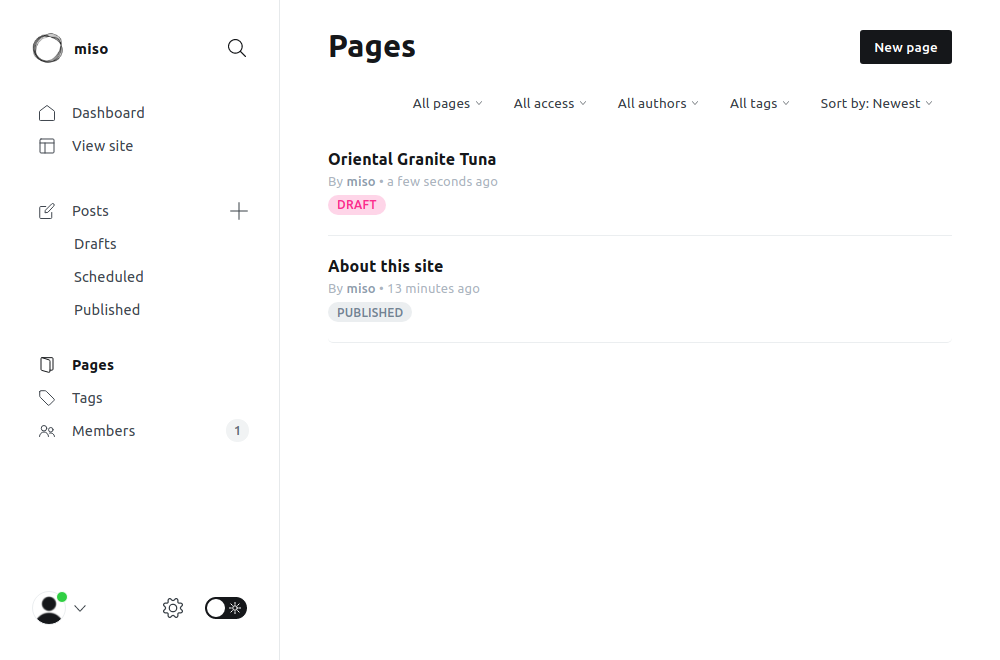 miso
Dashboard
View site
Posts
Drafts
Scheduled
Published
Pages
Tags
Members 1
Pages
New page
All pages All access All authors All tags Sort by: Newest
Oriental Granite Tuna
By miso • a few seconds ago
DRAFT
About this site
By miso • 13 minutes ago
PUBLISHED